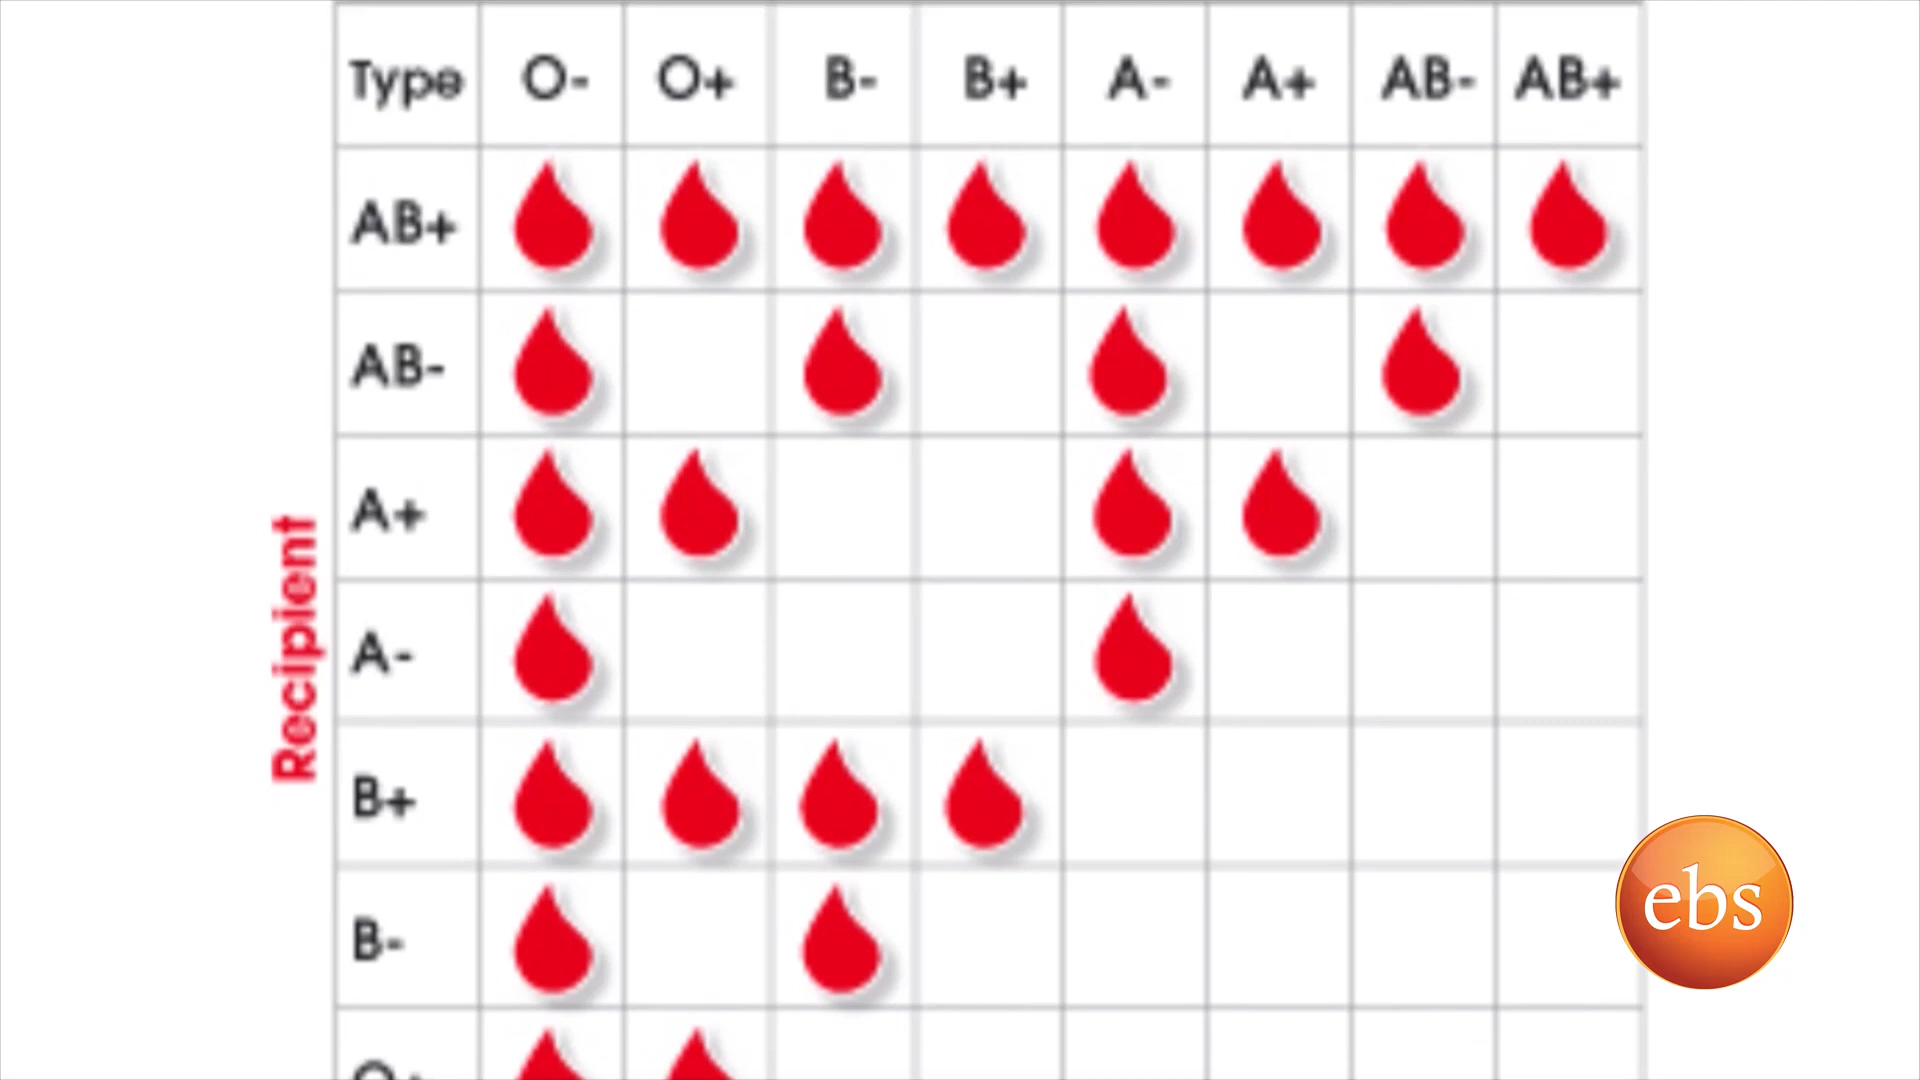 Type O- O+ B- B+ A- A+ AB- AB+
AB+
AB-
Recipient
A+
A-
B+
B-
ebs